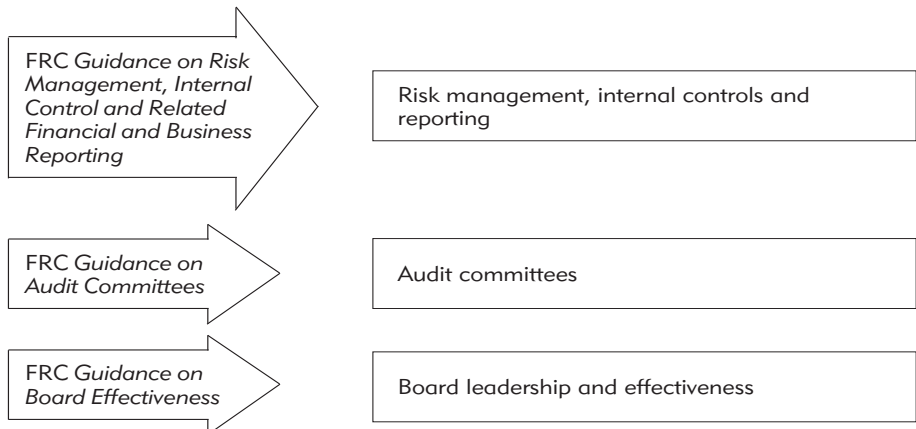 FRC Guidance on Risk
Management, Internal
Control and Related
Financial and Business
Reporting
Risk management, internal controls and
reporting
FRC Guidance on
Audit Committees
Audit committees
FRC Guidance on
Board Effectiveness
Board leadership and effectiveness